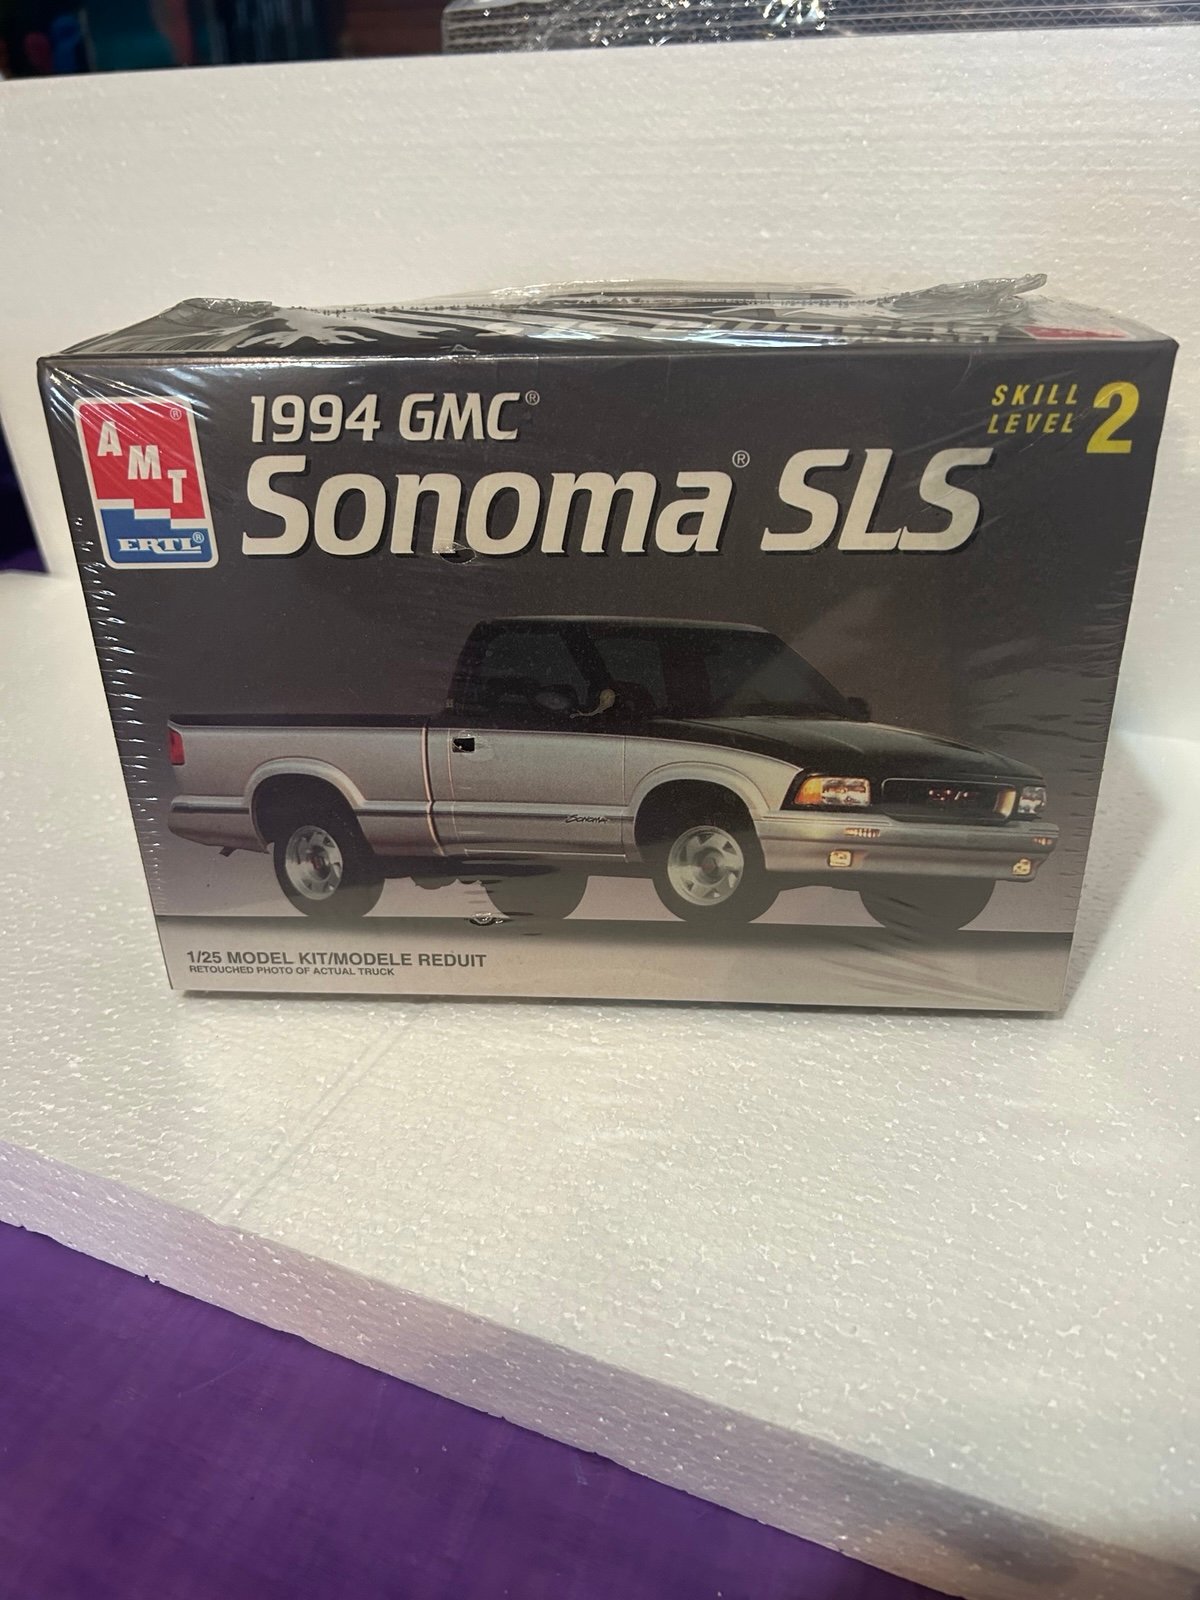 AMT®
ERTL®
1994 GMC®
Sonoma® SLS
SKILL
LEVEL 2
GMC
Sonoma
1/25 MODEL KIT/MODELE REDUIT
RETOUCHED PHOTO OF ACTUAL TRUCK